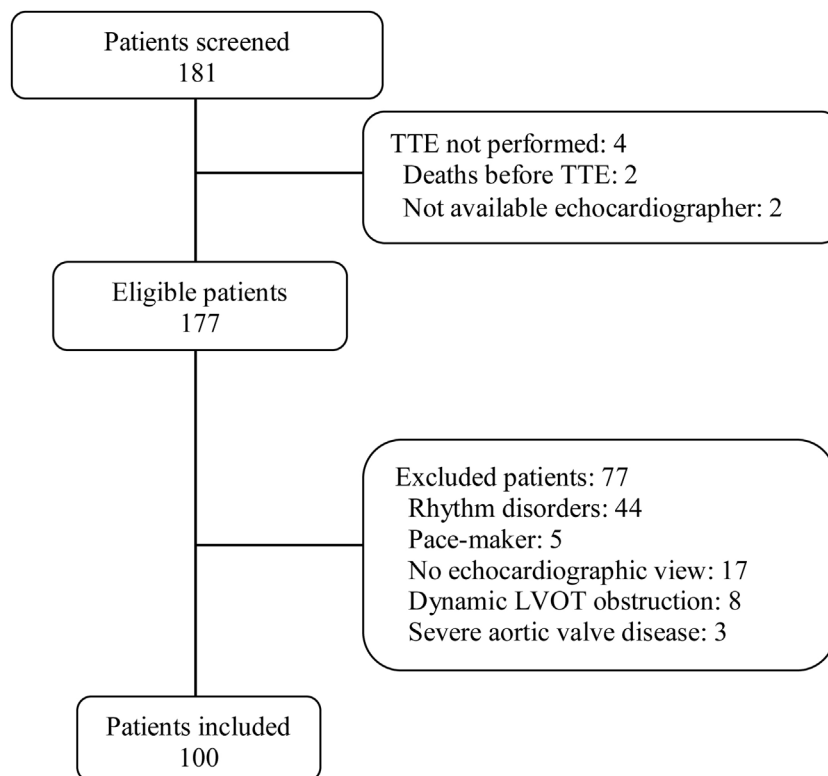 Patients screened
181
TTE not performed: 4
Deaths before TTE: 2
Not available echocardiographer: 2
Eligible patients
177
Excluded patients: 77
Rhythm disorders: 44
Pace-maker: 5
No echocardiographic view: 17
Dynamic LVOT obstruction: 8
Severe aortic valve disease: 3
Patients included
100